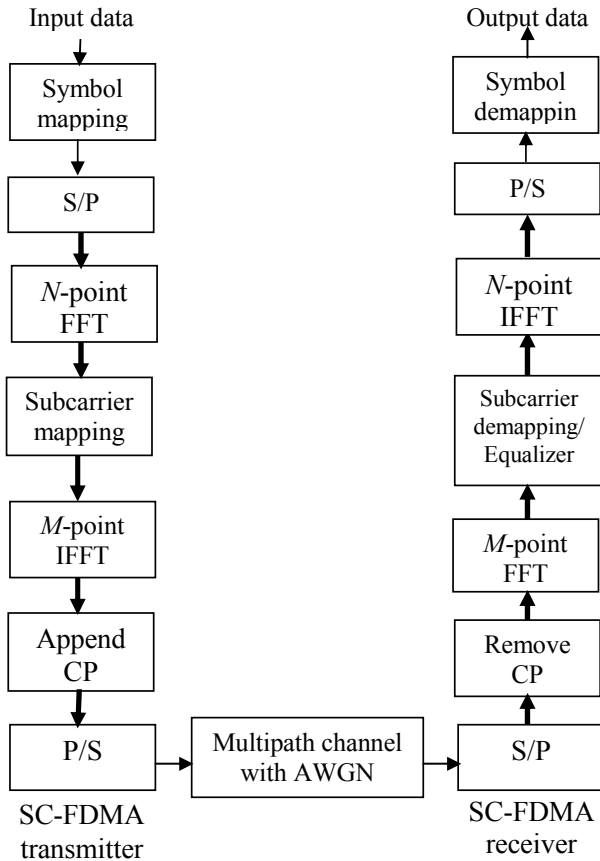 Input data
Symbol
mapping
S/P
N-point
FFT
Subcarrier
mapping
M-point
IFFT
Append
CP
P/S
SC-FDMA
transmitter
Multipath channel
with AWGN
Output data
Symbol
demappin
P/S
N-point
IFFT
Subcarrier
demapping/
Equalizer
M-point
FFT
Remove
CP
S/P
SC-FDMA
receiver